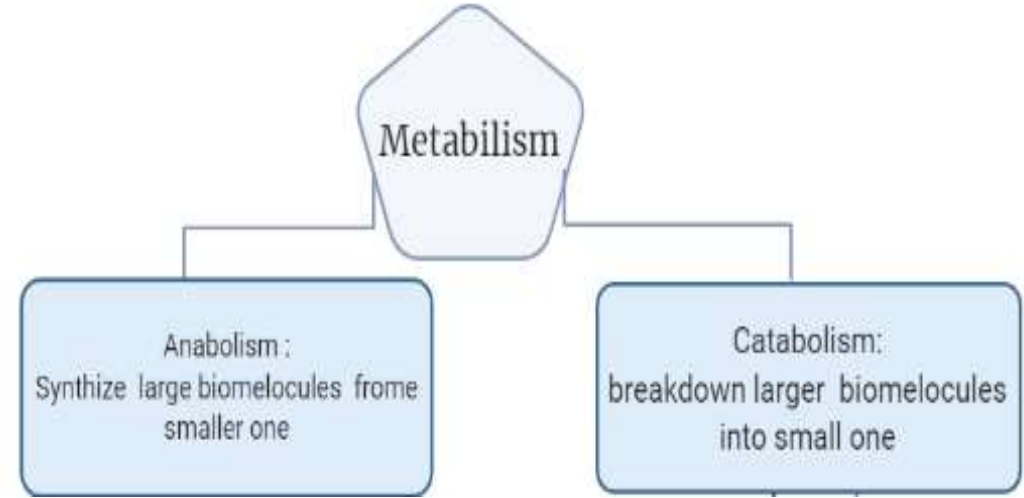 Metabilism
Anabolism :
Synthize large biomelocules frome
smaller one
Catabolism:
breakdown larger biomelocules
into small one